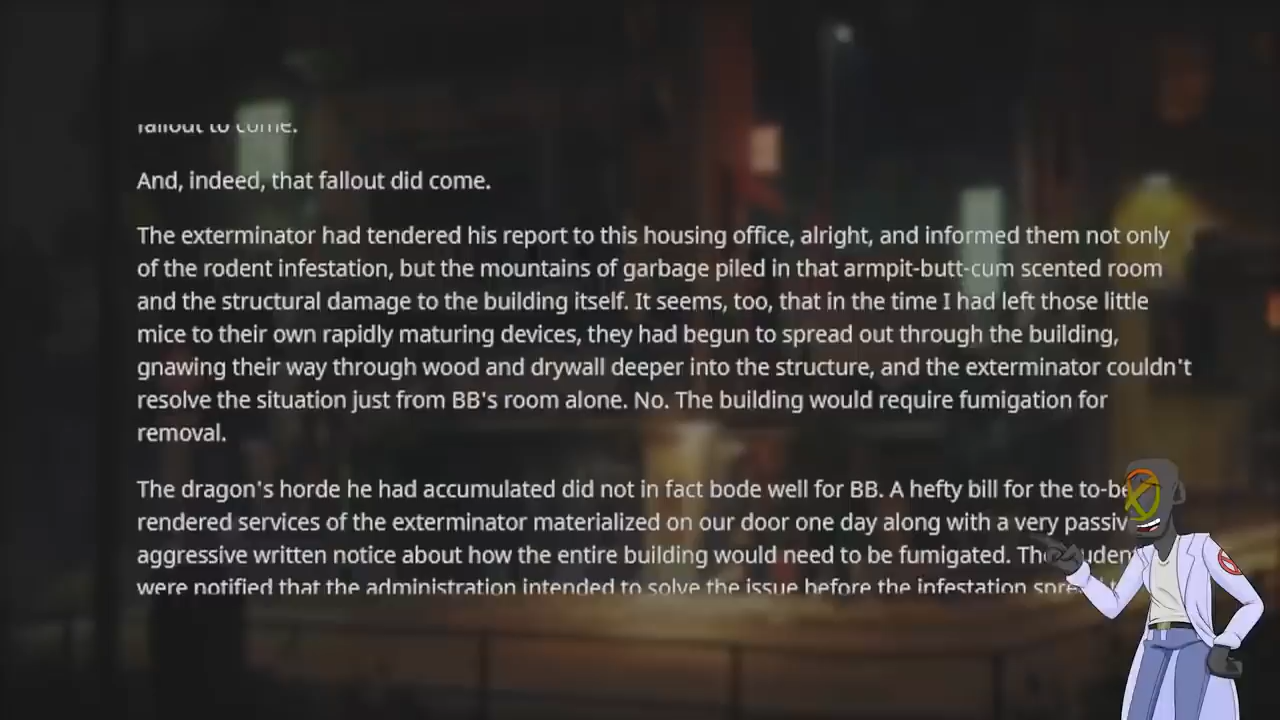 fallout to come.
And, indeed, that fallout did come.
The exterminator had tendered his report to this housing office, alright, and informed them not only
of the rodent infestation, but the mountains of garbage piled in that armpit-butt-cum scented room
and the structural damage to the building itself. It seems, too, that in the time I had left those little
mice to their own rapidly maturing devices, they had begun to spread out through the building,
gnawing their way through wood and drywall deeper into the structure, and the exterminator couldn't
resolve the situation just from BB's room alone. No. The building would require fumigation for
removal.
The dragon's horde he had accumulated did not in fact bode well for BB. A hefty bill for the to-be
rendered services of the exterminator materialized on our door one day along with a very passiv
aggressive written notice about how the entire building would need to be fumigated. The
were notified that the administration intended to solve the issue before the infestation